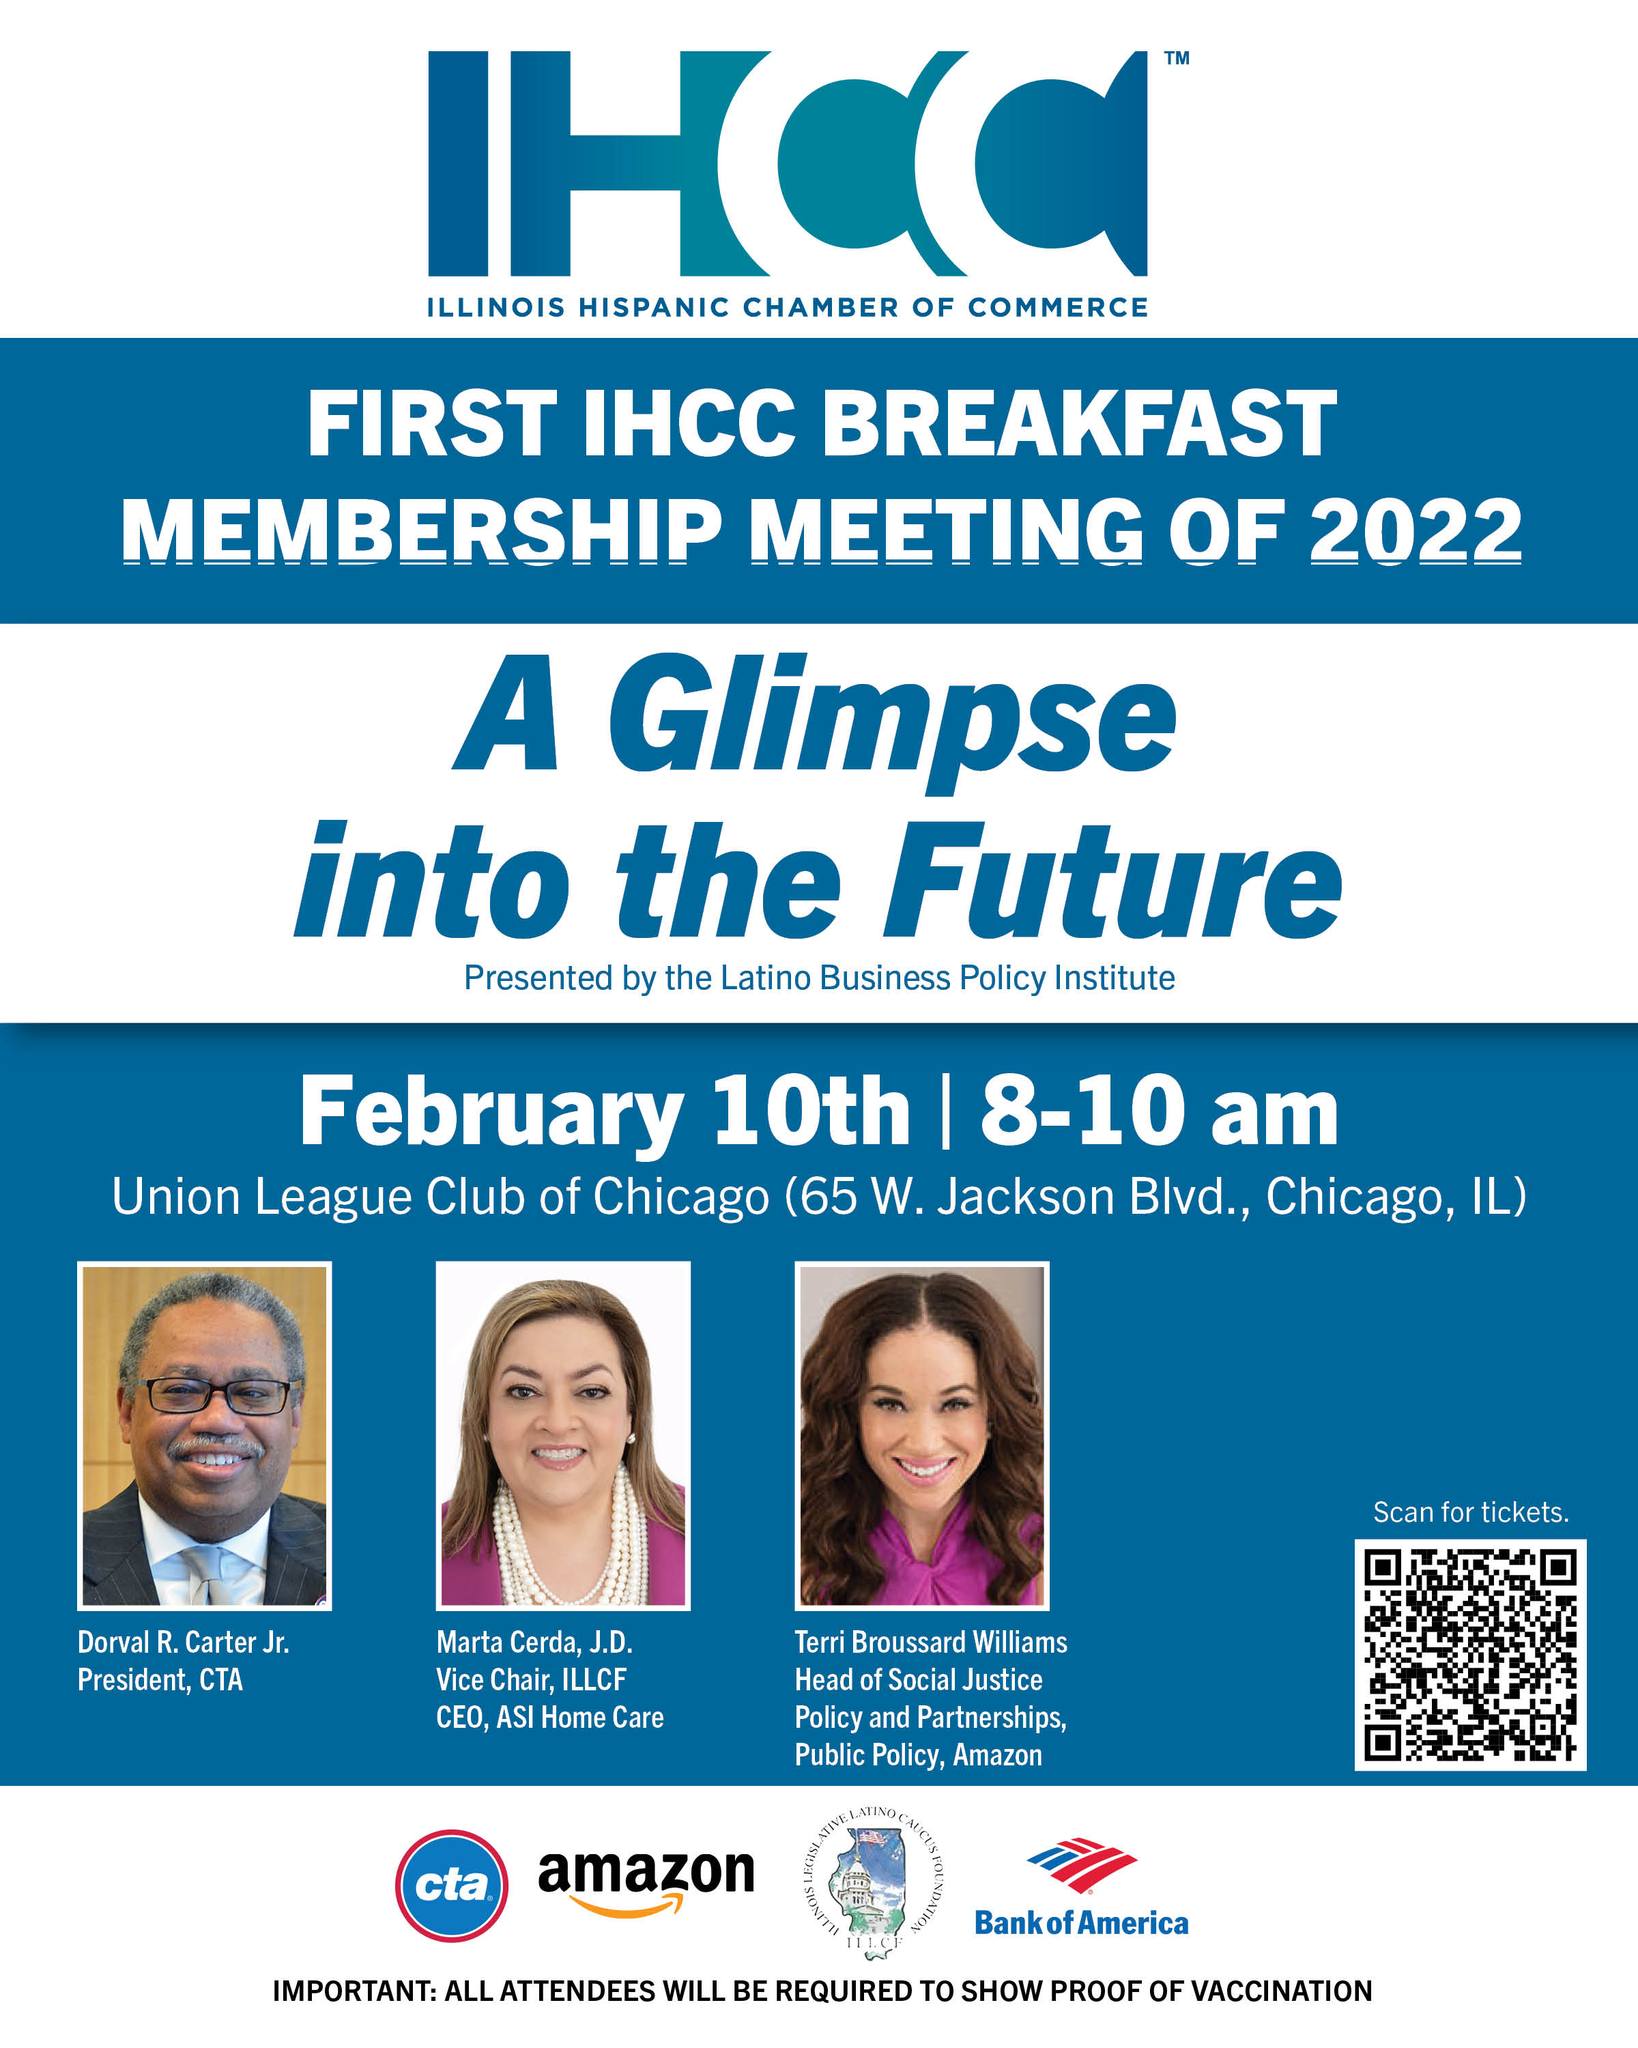 IHCC™
ILLINOIS HISPANIC CHAMBER OF COMMERCE
FIRST IHCC BREAKFAST
MEMBERSHIP MEETING OF 2022
A Glimpse
into the Future
Presented by the Latino Business Policy Institute
February 10th | 8-10 am
Union League Club of Chicago (65 W. Jackson Blvd., Chicago, IL)
Dorval R. Carter Jr.
President, CTA
Marta Cerda, J.D.
Vice Chair, ILLCF
CEO, ASI Home Care
Terri Broussard Williams
Head of Social Justice
Policy and Partnerships,
Public Policy, Amazon
Scan for tickets.
cta®
amazon
ILLINOIS LEGISLATIVE LATINO CAUCUS FOUNDATION
ILLCF
Bank of America
IMPORTANT: ALL ATTENDEES WILL BE REQUIRED TO SHOW PROOF OF VACCINATION